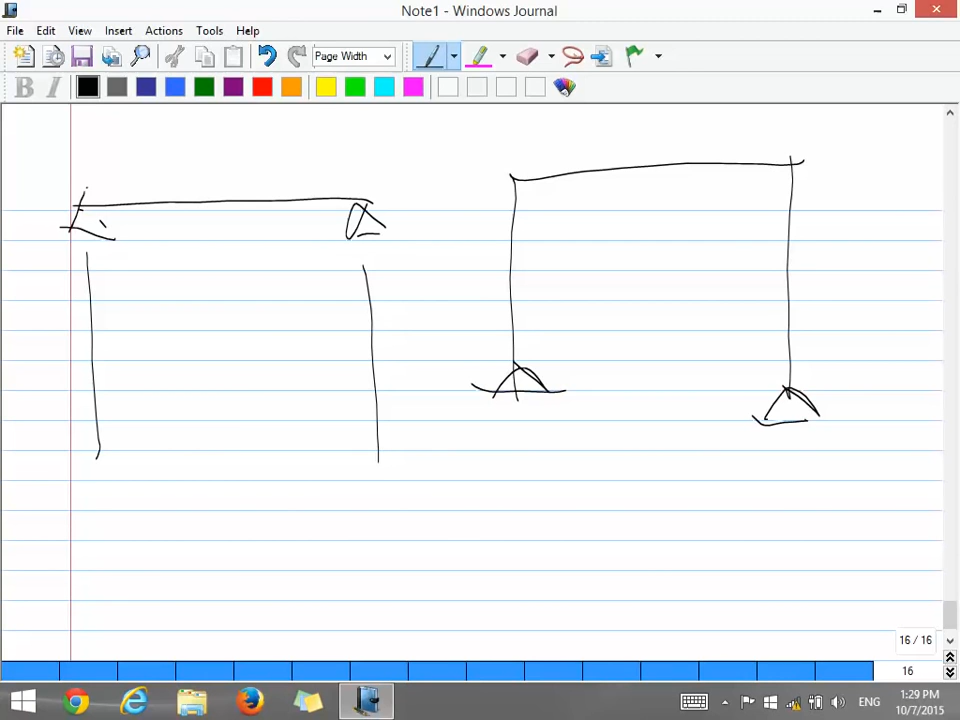 Note1 - Windows Journal
File Edit View Insert Actions Tools Help
Page Width
B I
16 / 16
16
ENG
1:29 PM
10/7/2015